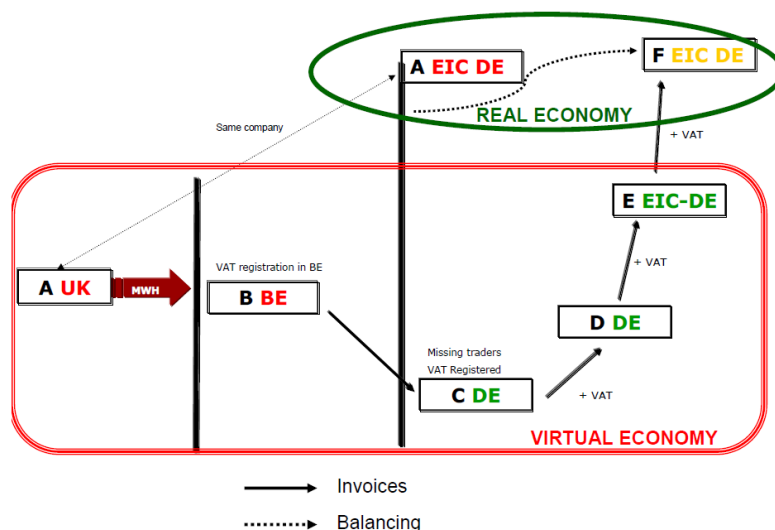 A EIC DE
F EIC DE
REAL ECONOMY
Same company
+ VAT
E EIC-DE
VAT registration in BE
+ VAT
A UK
MWH
B BE
D DE
Missing traders
VAT Registered
C DE
+ VAT
VIRTUAL ECONOMY
Invoices
Balancing